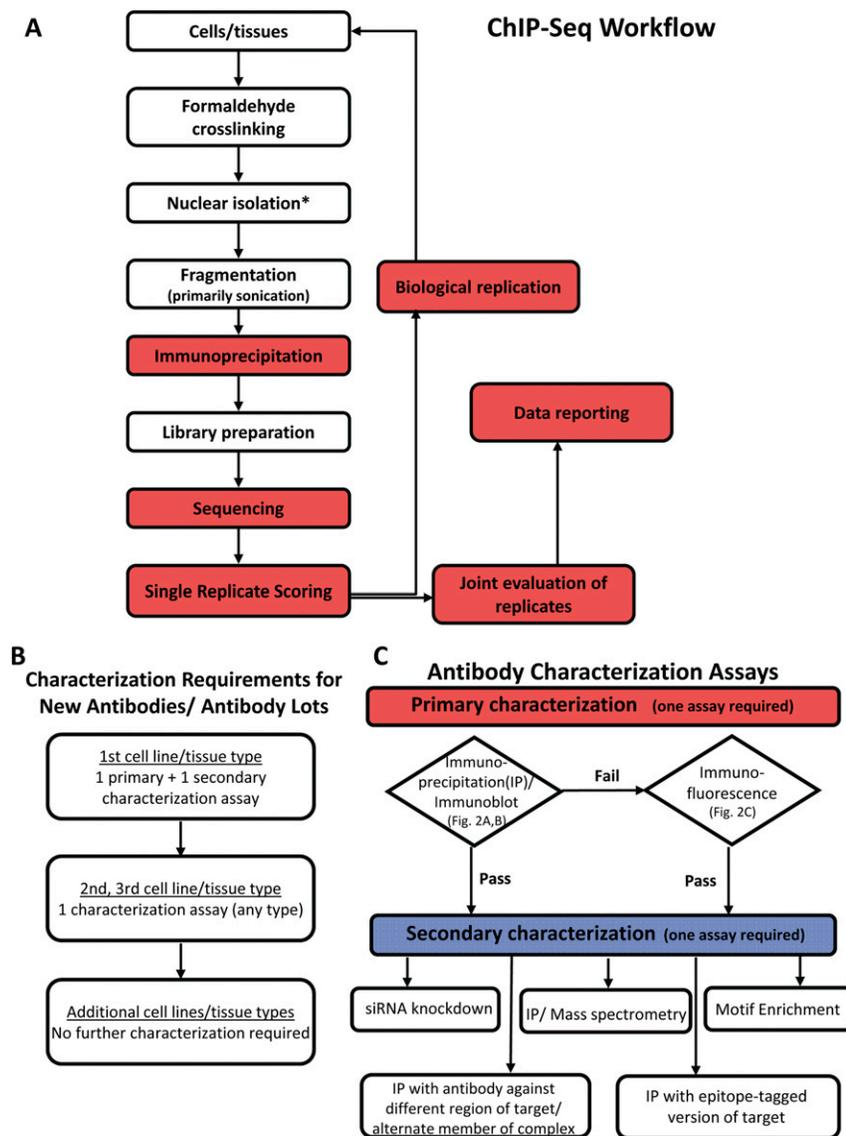 A
ChIP-Seq Workflow
Cells/tissues
Formaldehyde
crosslinking
Nuclear isolation*
Fragmentation
(primarily sonication)
Biological replication
Immunoprecipitation
Data reporting
Library preparation
Sequencing
Single Replicate Scoring
Joint evaluation of
replicates
B
Characterization Requirements for
New Antibodies/ Antibody Lots
1st cell line/tissue type
1 primary + 1 secondary
characterization assay
2nd, 3rd cell line/tissue type
1 characterization assay (any type)
Additional cell lines/tissue types
No further characterization required
C
Antibody Characterization Assays
Primary characterization (one assay required)
Immuno-
precipitation(IP)/
Immunoblot
(Fig. 2A,B)
Fail
Immuno-
fluorescence
(Fig. 2C)
Pass
Pass
Secondary characterization (one assay required)
siRNA knockdown
IP/ Mass spectrometry
Motif Enrichment
IP with antibody against
different region of target/
alternate member of complex
IP with epitope-tagged
version of target